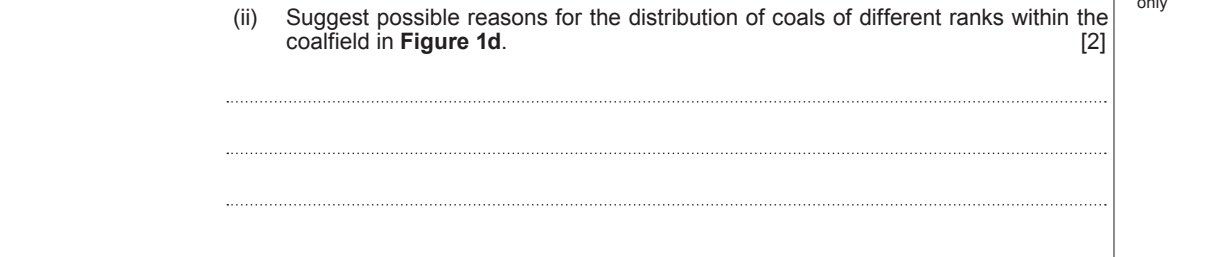 only
(ii) Suggest possible reasons for the distribution of coals of different ranks within the
coalfield in Figure 1d. [2]